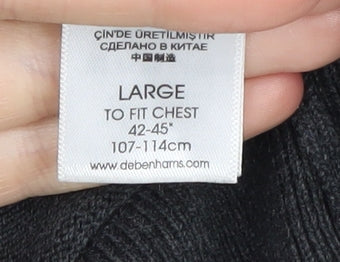 ÇİN'DE ÜRETİLMİŞTİR
СДЕЛАНО В КИТАЕ
中国制造
LARGE
TO FIT CHEST
42-45"
107-114cm
www.debenhams.com